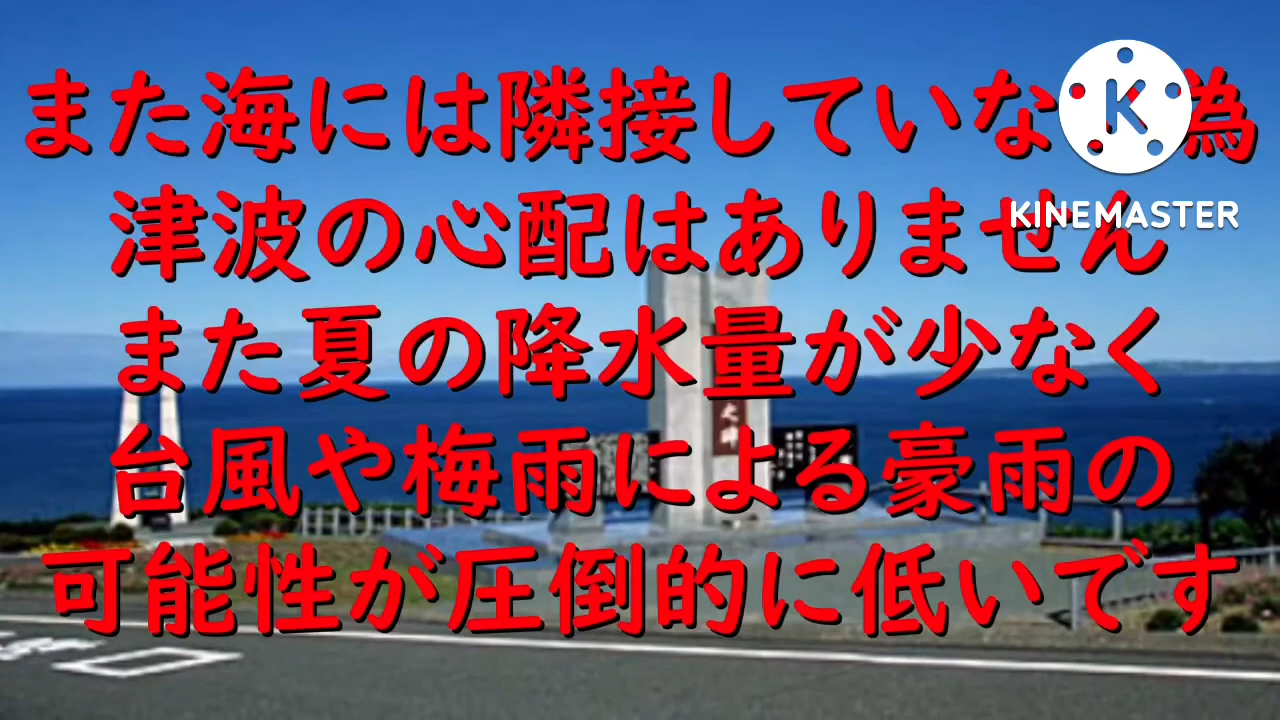 また海には隣接していな為
KINEMASTER
津波の心配はありません
また夏の降水量が少なく
台風や梅雨による豪雨の
可能性が圧倒的に低いです